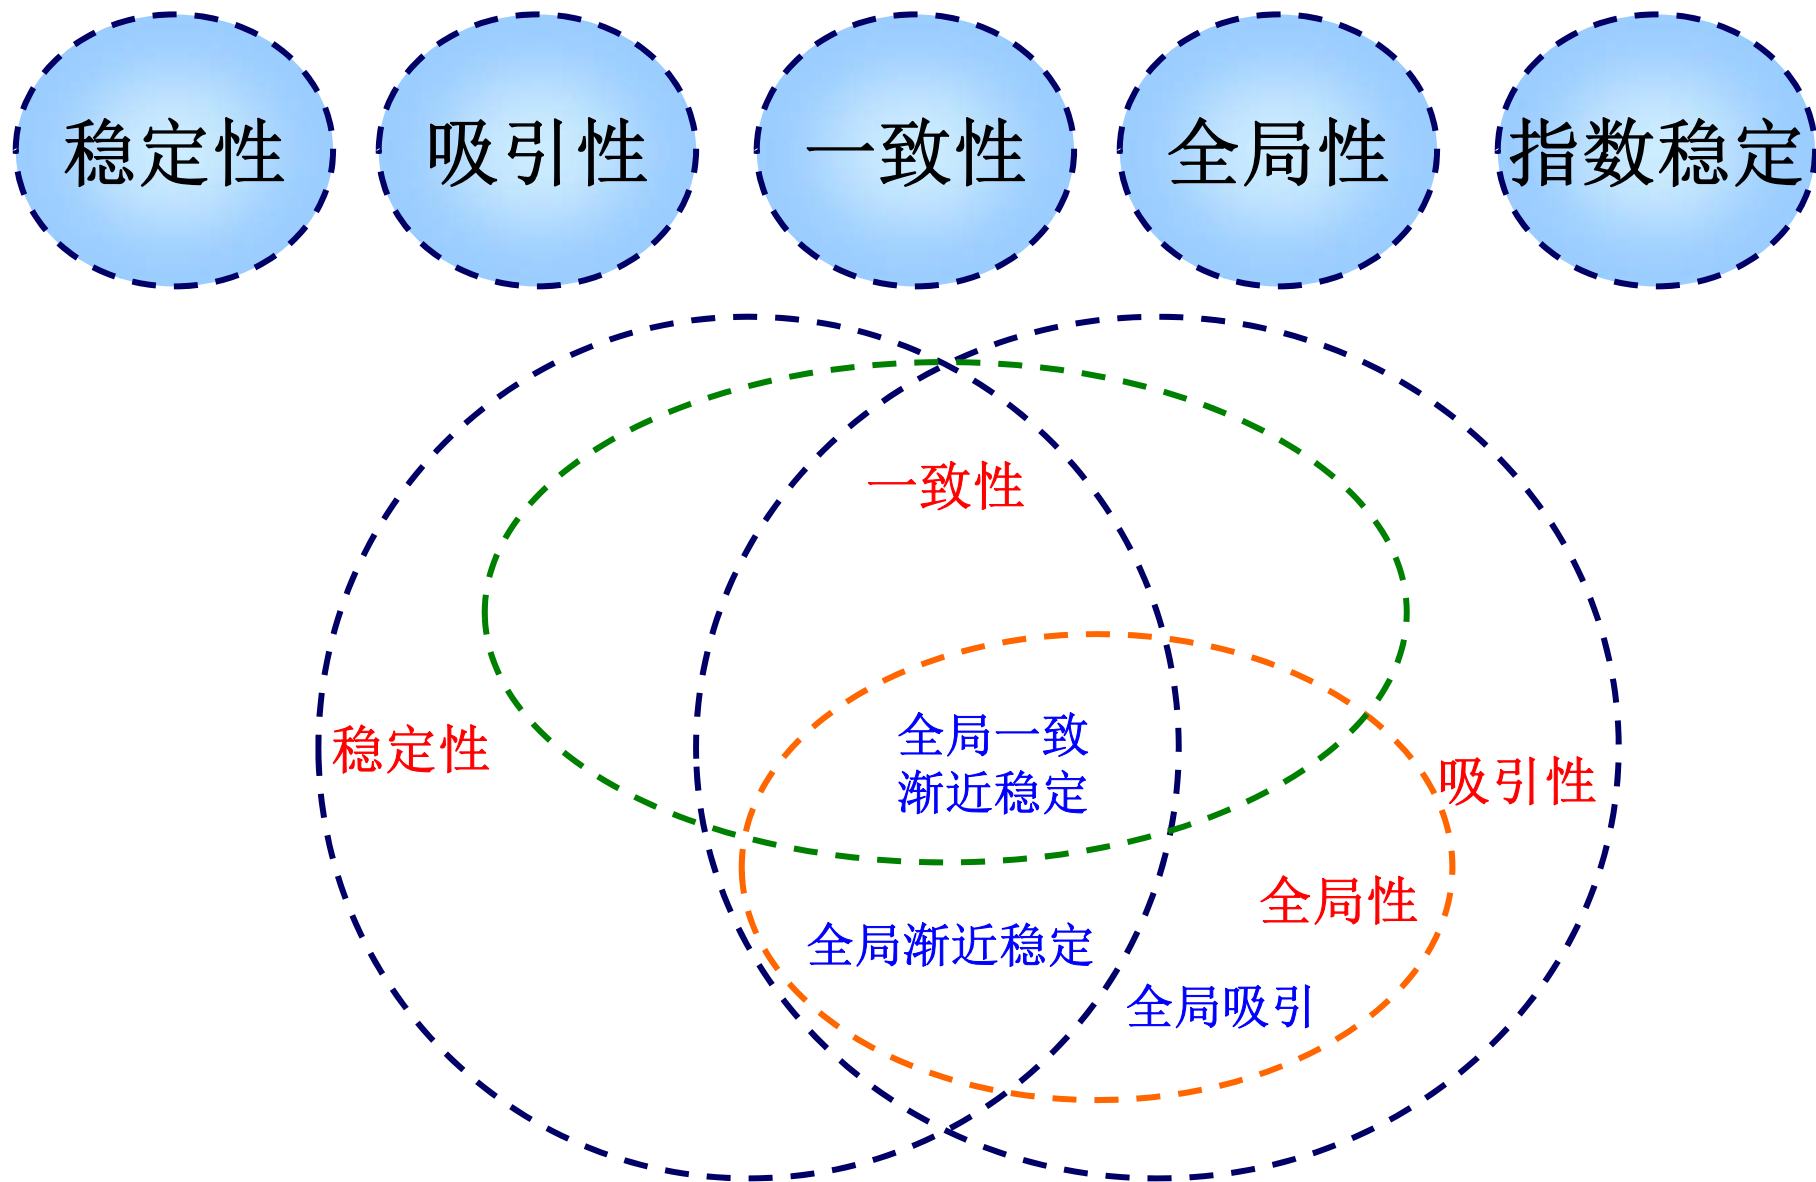 稳定性
吸引性
一致性
全局性
指数稳定
一致性
稳定性
全局一致
渐近稳定
吸引性
全局性
全局渐近稳定
全局吸引